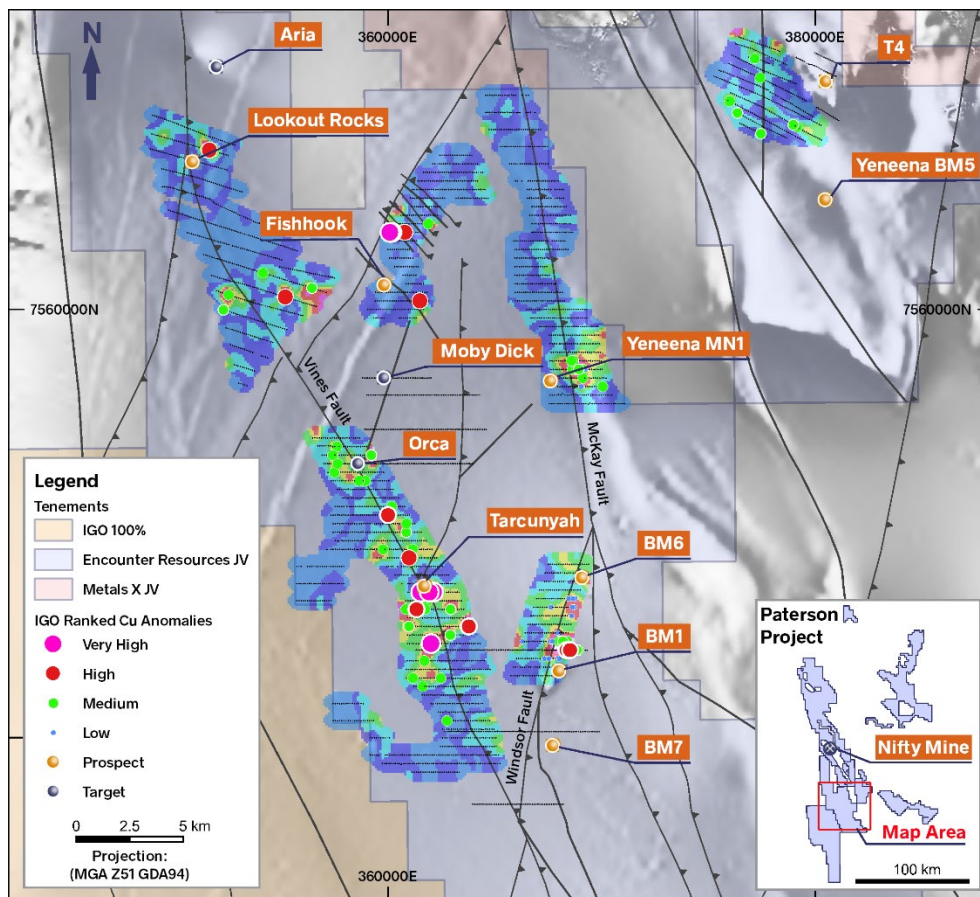 N
Aria
360000E
380000E
T4
Lookout Rocks
Yeneena BM5
Fishhook
7560000N
7560000N
Moby Dick
Yeneena MN1
Vines Fault
McKay Fault
Orca
Tarcunyah
BM6
BM1
Windsor Fault
BM7
360000E
Legend
Tenements
IGO 100%
Encounter Resources JV
Metals X JV
IGO Ranked Cu Anomalies
Very High
High
Medium
Low
Prospect
Target
0 2.5 5 km
Projection:
(MGA Z51 GDA94)
Paterson
Project
Nifty Mine
Map Area
100 km